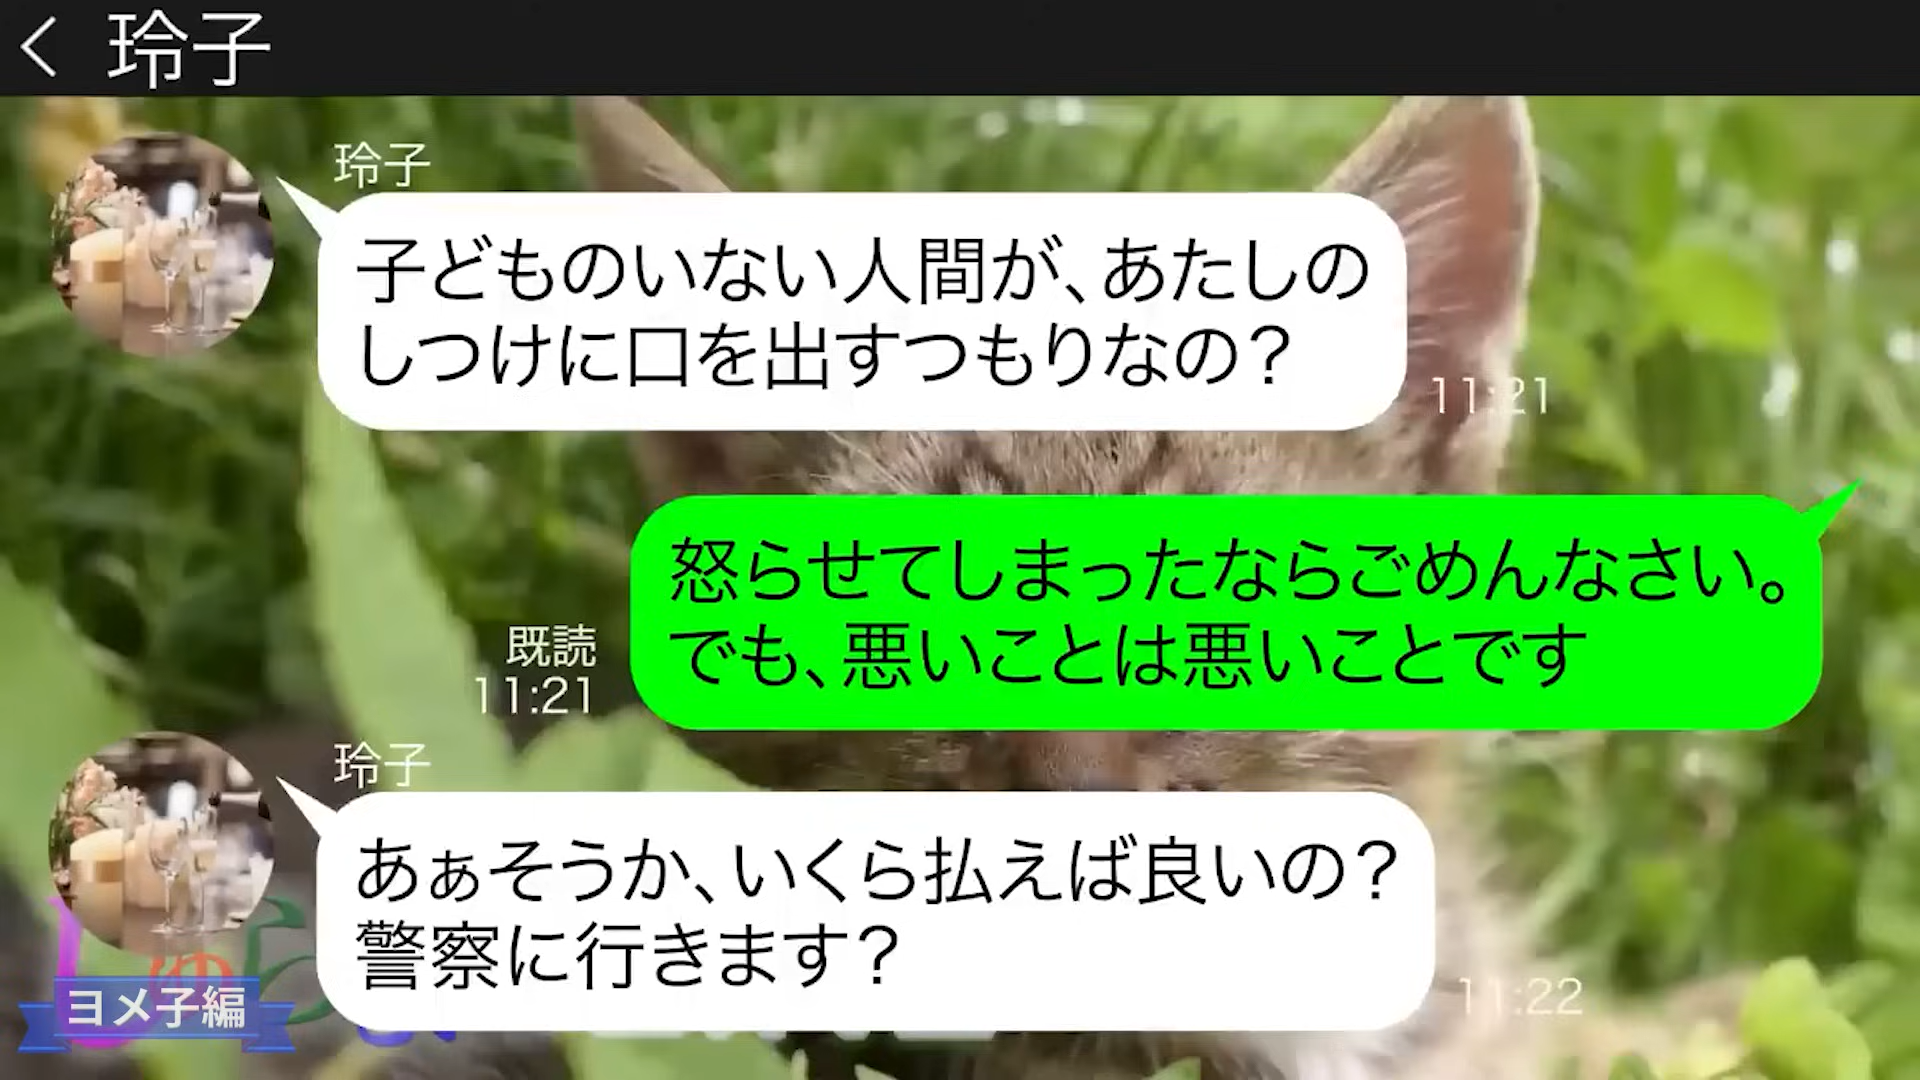 玲子
玲子
子どものいない人間が、あたしの
しつけに口を出すつもりなの？
11:21
怒らせてしまったならごめんなさい。
でも、悪いことは悪いことです
既読
11:21
玲子
あぁそうか、いくら払えば良いの？
警察に行きます？
11:22
ヨメ子編